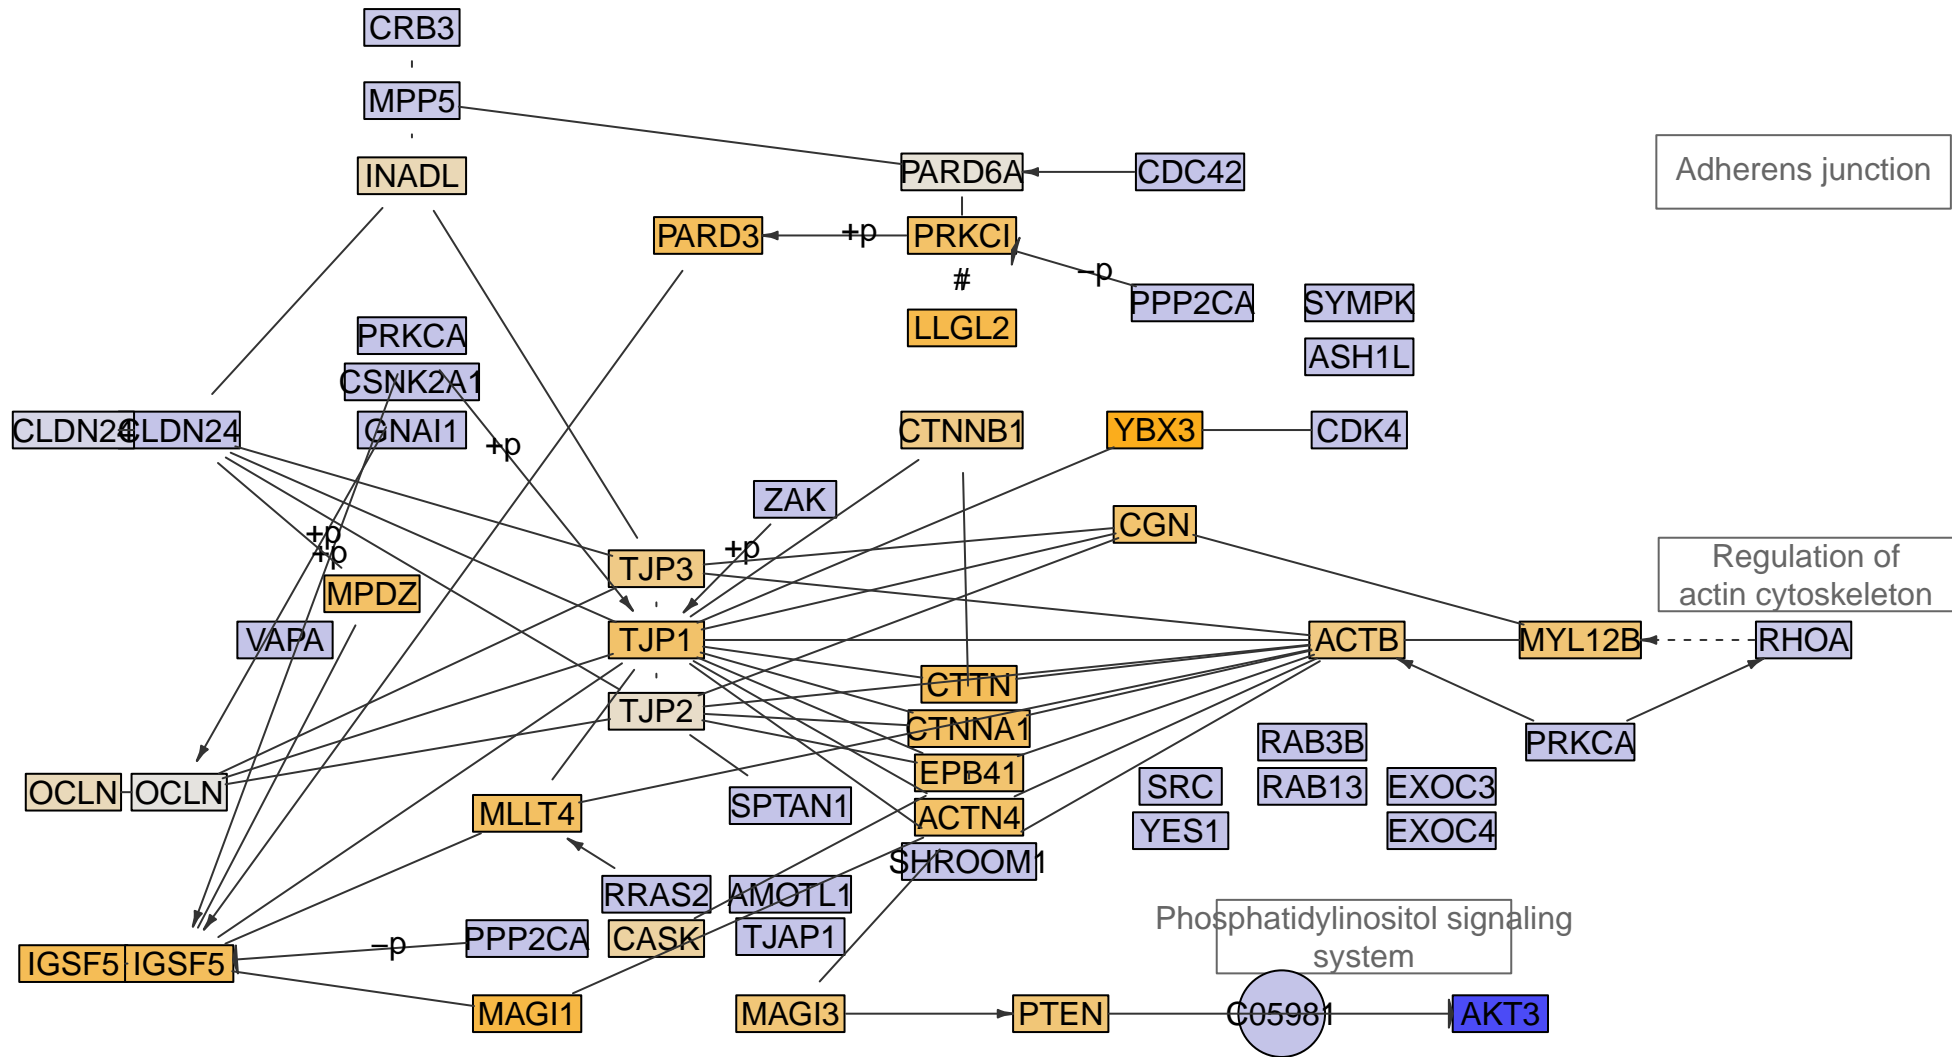 CRB3
MPP5
INADL
PARD6A
CDC42
Adherens junction
PARD3
+p
PRKCI
#
–p
PPP2CA
SYMPK
LLGL2
ASH1L
PRKCA
CSNK2A1
CLDN24
CLDN24
GNAI1
+p
CTNNB1
YBX3
CDK4
ZAK
CGN
+p
+p
+p
TJP3
MPDZ
Regulation of
actin cytoskeleton
VAPA
TJP1
ACTB
MYL12B
RHOA
CTTN
TJP2
CTNNA1
RAB3B
PRKCA
EPB41
OCLN
OCLN
MLLT4
SPTAN1
ACTN4
SRC
RAB13
EXOC3
YES1
EXOC4
SHROOM1
RRAS2
AMOTL1
PPP2CA
CASK
TJAP1
–p
Phosphatidylinositol signaling
system
IGSF5
IGSF5
MAGI1
MAGI3
PTEN
C05981
AKT3